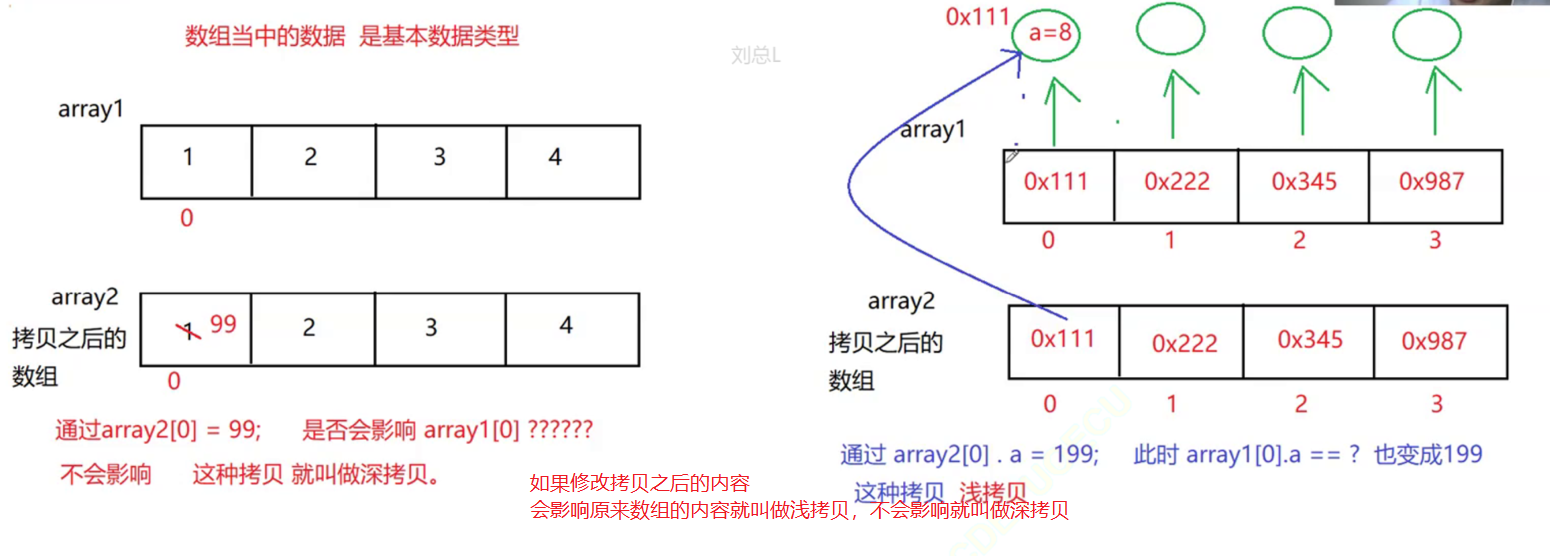 数组当中的数据 是基本数据类型
刘总L
array1
1 2 3 4
0
array2
拷贝之后的
数组
1 99 2 3 4
0
通过array2[0] = 99; 是否会影响 array1[0] ??????
不会影响 这种拷贝 就叫做深拷贝。
0x111
a=8
array1
0x111 0x222 0x345 0x987
0 1 2 3
array2
拷贝之后的
数组
0x111 0x222 0x345 0x987
0 1 2 3
通过 array2[0] . a = 199; 此时 array1[0].a == ? 也变成199
这种拷贝 浅拷贝
如果修改拷贝之后的内容
会影响原来数组的内容就叫做浅拷贝，不会影响就叫做深拷贝